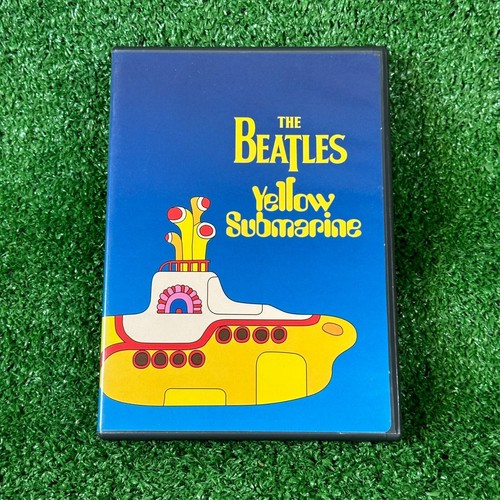 THE
BEATLES
Yellow
Submarine